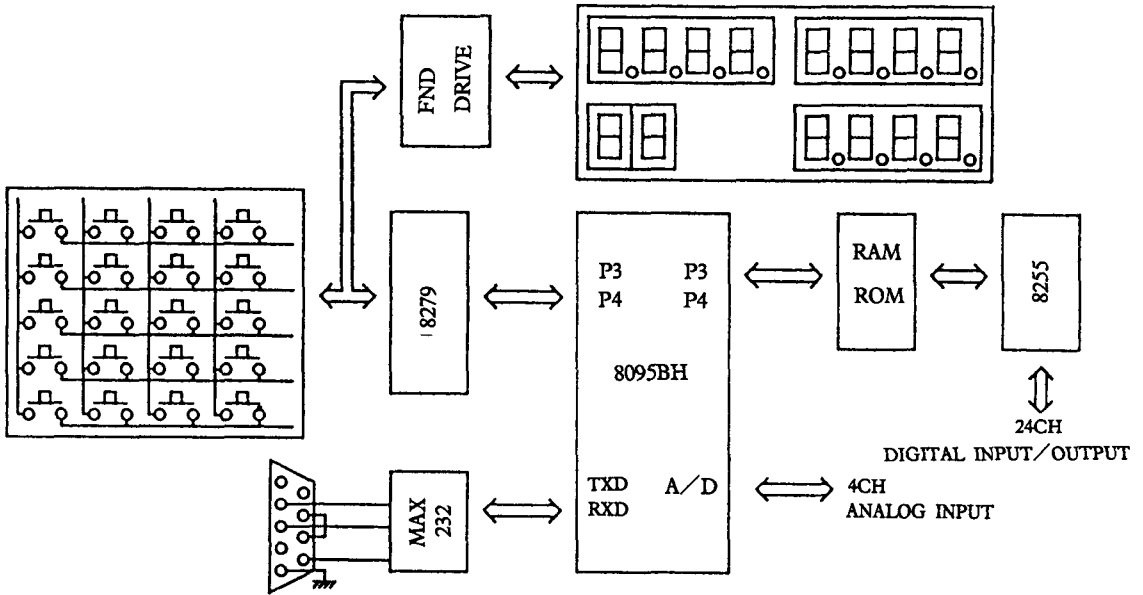 FND
DRIVE
8279
P3 P3
P4 P4
8095BH
TXD A/D
RXD
RAM
ROM
8255
24CH
DIGITAL INPUT/OUTPUT
4CH
ANALOG INPUT
MAX
232